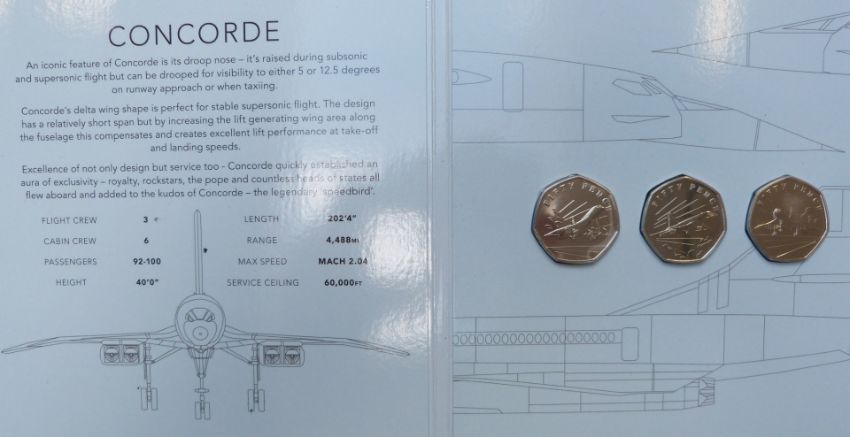 CONCORDE
An iconic feature of Concorde is its droop nose – it's raised during subsonic
and supersonic flight but can be drooped for visibility to either 5 or 12.5 degrees
on runway approach or when taxiing.
Concorde's delta wing shape is perfect for stable supersonic flight. The design
has a relatively short span but by increasing the lift generating wing area along
the fuselage this compensates and creates excellent lift performance at take-off
and landing speeds.
Excellence of not only design but service too - Concorde quickly established an
aura of exclusivity – royalty, rockstars, the pope and countless heads of states all
flew aboard and added to the kudos of Concorde – the legendary 'speedbird'.
FLIGHT CREW 3 LENGTH 202'4"
CABIN CREW 6 RANGE 4,488MI
PASSENGERS 92-100 MAX SPEED MACH 2.04
HEIGHT 40'0" SERVICE CEILING 60,000FT
FIFTY PENCE
FIFTY PENCE
FIFTY PENCE